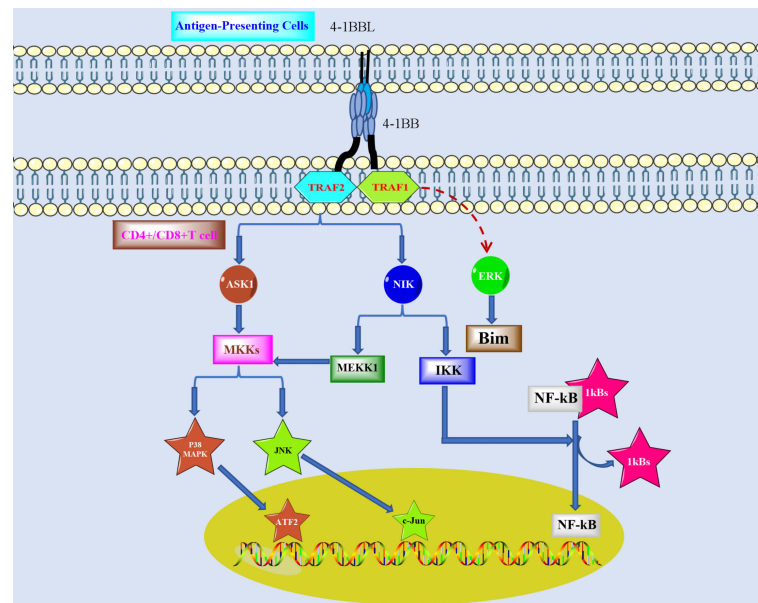 Antigen-Presenting Cells
4-1BBL
4-1BB
TRAF2
TRAF1
CD4+/CD8+T cell
ASK1
NIK
ERK
MKKs
MEKK1
IKK
Bim
NF-kB
1kBs
P38
MAPK
JNK
1kBs
ATF2
c-Jun
NF-kB